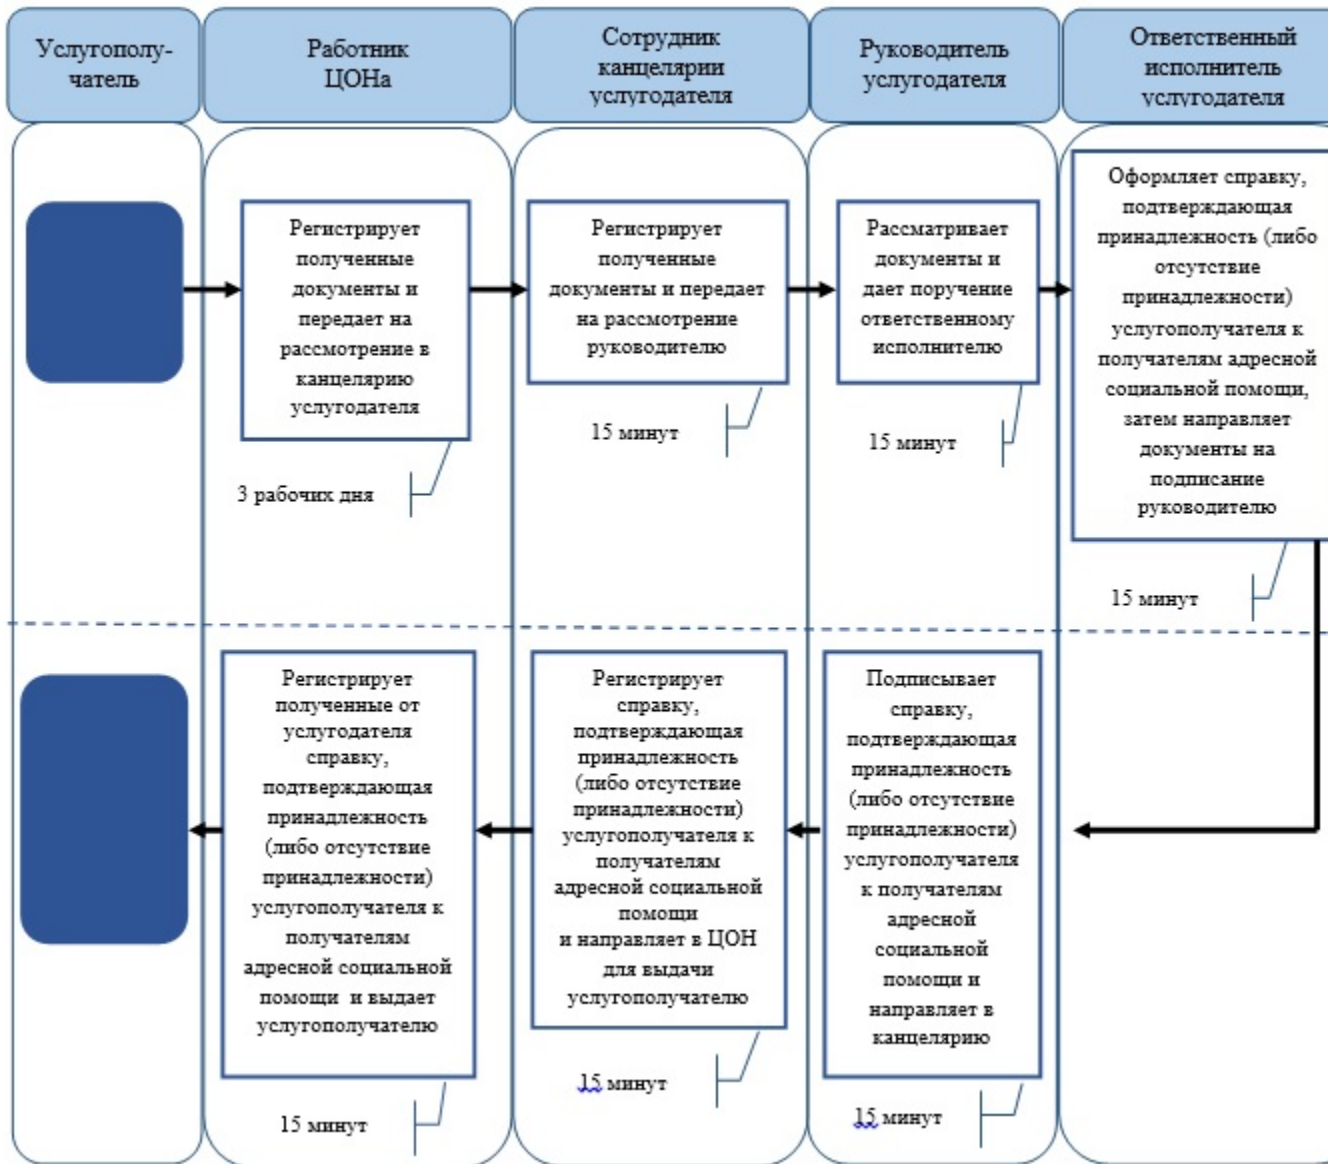 Услугополу-
чатель
Работник
ЦОНа
Сотрудник
канцелярии
услугодателя
Руководитель
услугодателя
Ответственный
исполнитель
услугодателя
Регистрирует
полученные
документы и
передает на
рассмотрение в
канцелярию
услугодателя
3 рабочих дня
Регистрирует
полученные
документы и передает
на рассмотрение
руководителю
15 минут
Рассматривает
документы и
дает поручение
ответственному
исполнителю
15 минут
Оформляет справку,
подтверждающая
принадлежность (либо
отсутствие
принадлежности)
услугополучателя к
получателям адресной
социальной помощи,
затем направляет
документы на
подписание
руководителю
15 минут
Регистрирует
полученные от
услугодателя
справку,
подтверждающая
принадлежность
(либо отсутствие
принадлежности)
услугополучателя к
получателям
адресной социальной
помощи и выдает
услугополучателю
15 минут
Регистрирует
справку,
подтверждающая
принадлежность
(либо отсутствие
принадлежности)
услугополучателя к
получателям
адресной социальной
помощи
и направляет в ЦОН
для выдачи
услугополучателю
15 минут
Подписывает
справку,
подтверждающая
принадлежность
(либо отсутствие
принадлежности)
услугополучателя
к получателям
адресной
социальной
помощи и
направляет в
канцелярию
15 минут